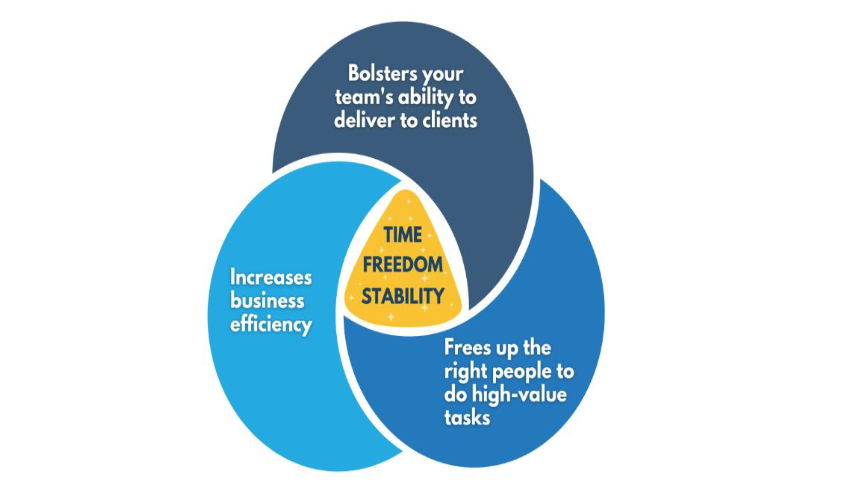 Bolsters your
team's ability to
deliver to clients
TIME
FREEDOM
STABILITY
Increases
business
efficiency
Frees up the
right people to
do high-value
tasks